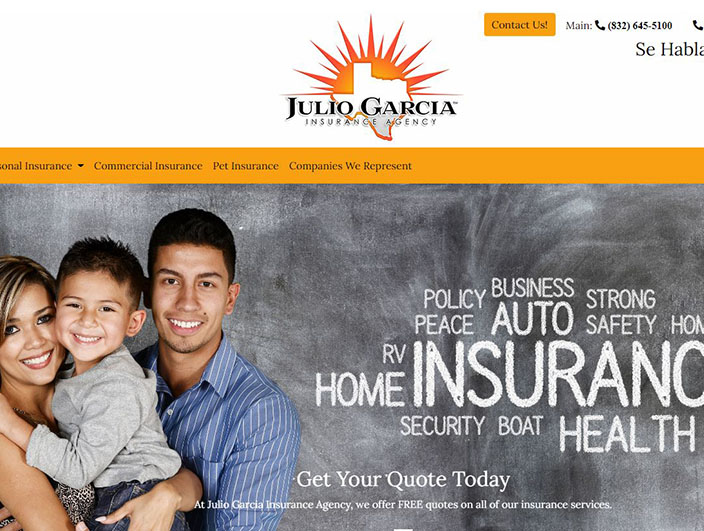 Contact Us! Main: (832) 645-5100
Se Habla
JULIO GARCIA
INSURANCE AGENCY
sonal Insurance Commercial Insurance Pet Insurance Companies We Represent
POLICY BUSINESS STRONG
PEACE AUTO SAFETY HOM
RV
HOME INSURANC
SECURITY BOAT HEALTH
Get Your Quote Today
At Julio Garcia Insurance Agency, we offer FREE quotes on all of our insurance services.